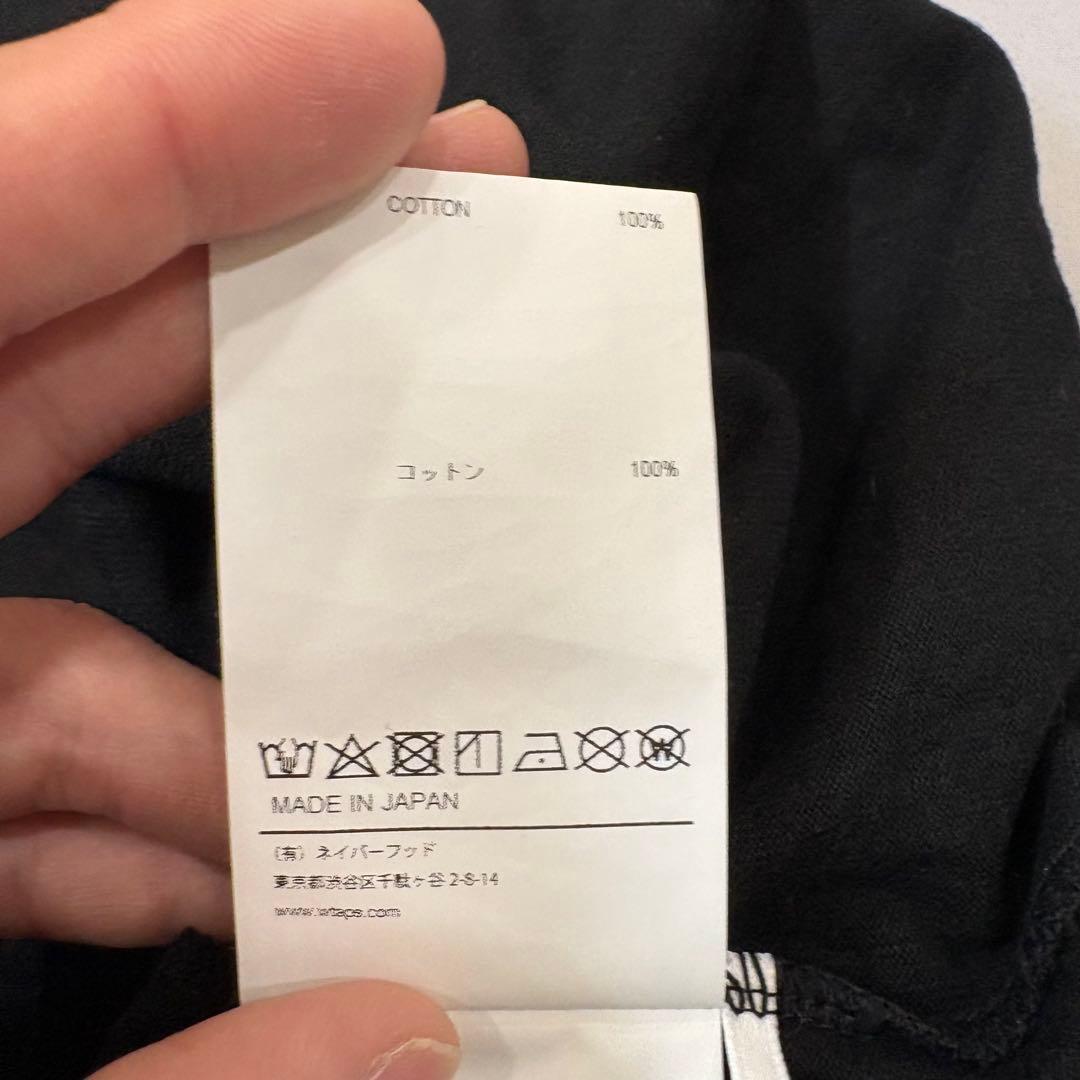 COTTON 100%
コットン 100%
MADE IN JAPAN
(有) ネイバーフッド
東京都渋谷区千駄ヶ谷 2-8-14
www.wtaps.com